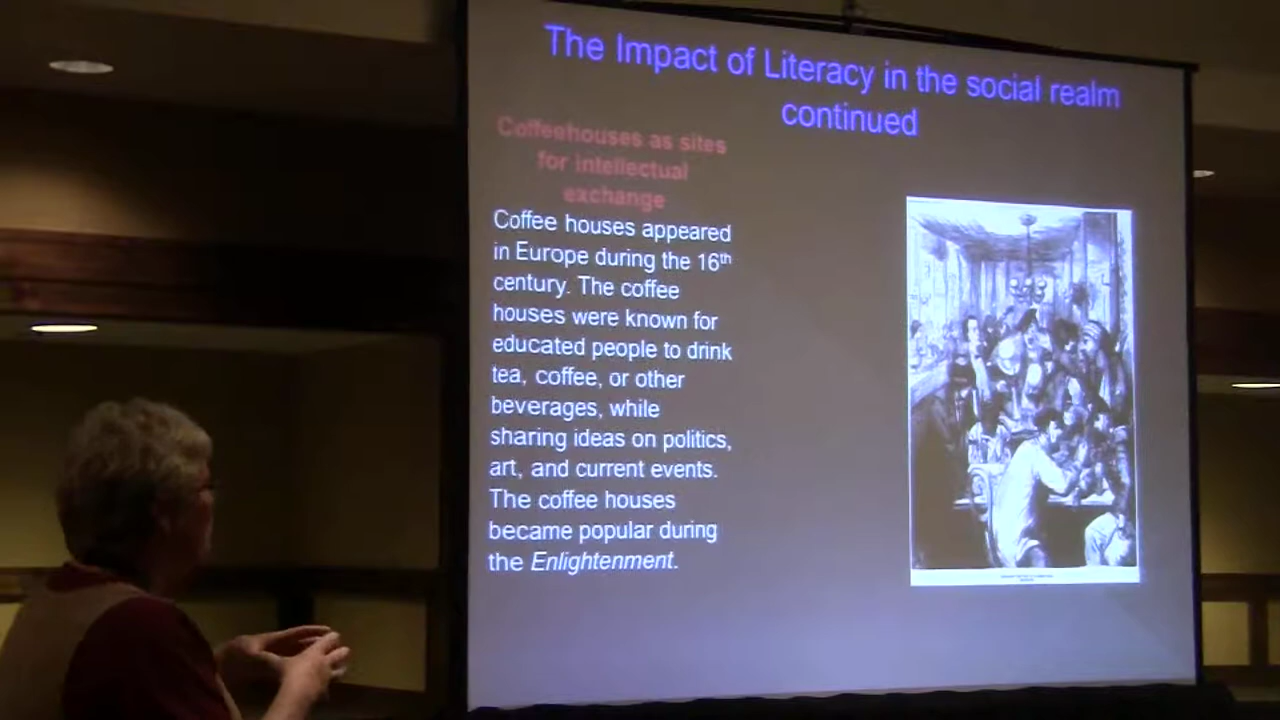 The Impact of Literacy in the social realm
continued
Coffeehouses as sites
for intellectual
exchange
Coffee houses appeared
in Europe during the 16th
century. The coffee
houses were known for
educated people to drink
tea, coffee, or other
beverages, while
sharing ideas on politics,
art, and current events.
The coffee houses
became popular during
the Enlightenment.